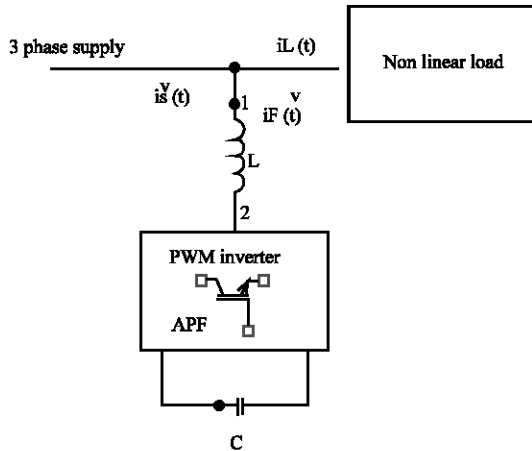 3 phase supply
iL (t)
Non linear load
v
is (t)
1
v
iF (t)
L
2
PWM inverter
APF
C